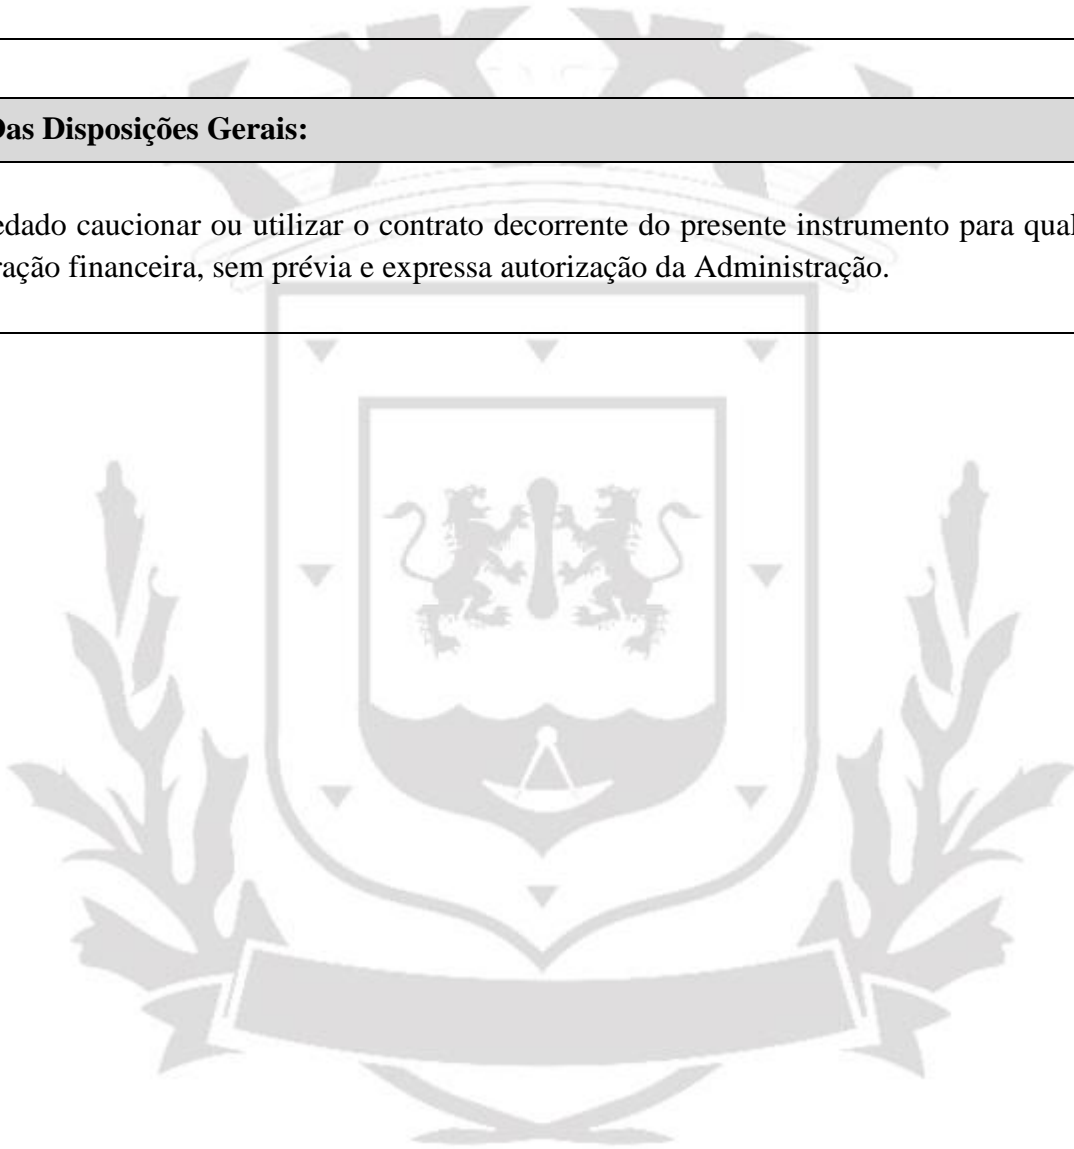 Das Disposições Gerais:
edado caucionar ou utilizar o contrato decorrente do presente instrumento para qual
ração financeira, sem prévia e expressa autorização da Administração.